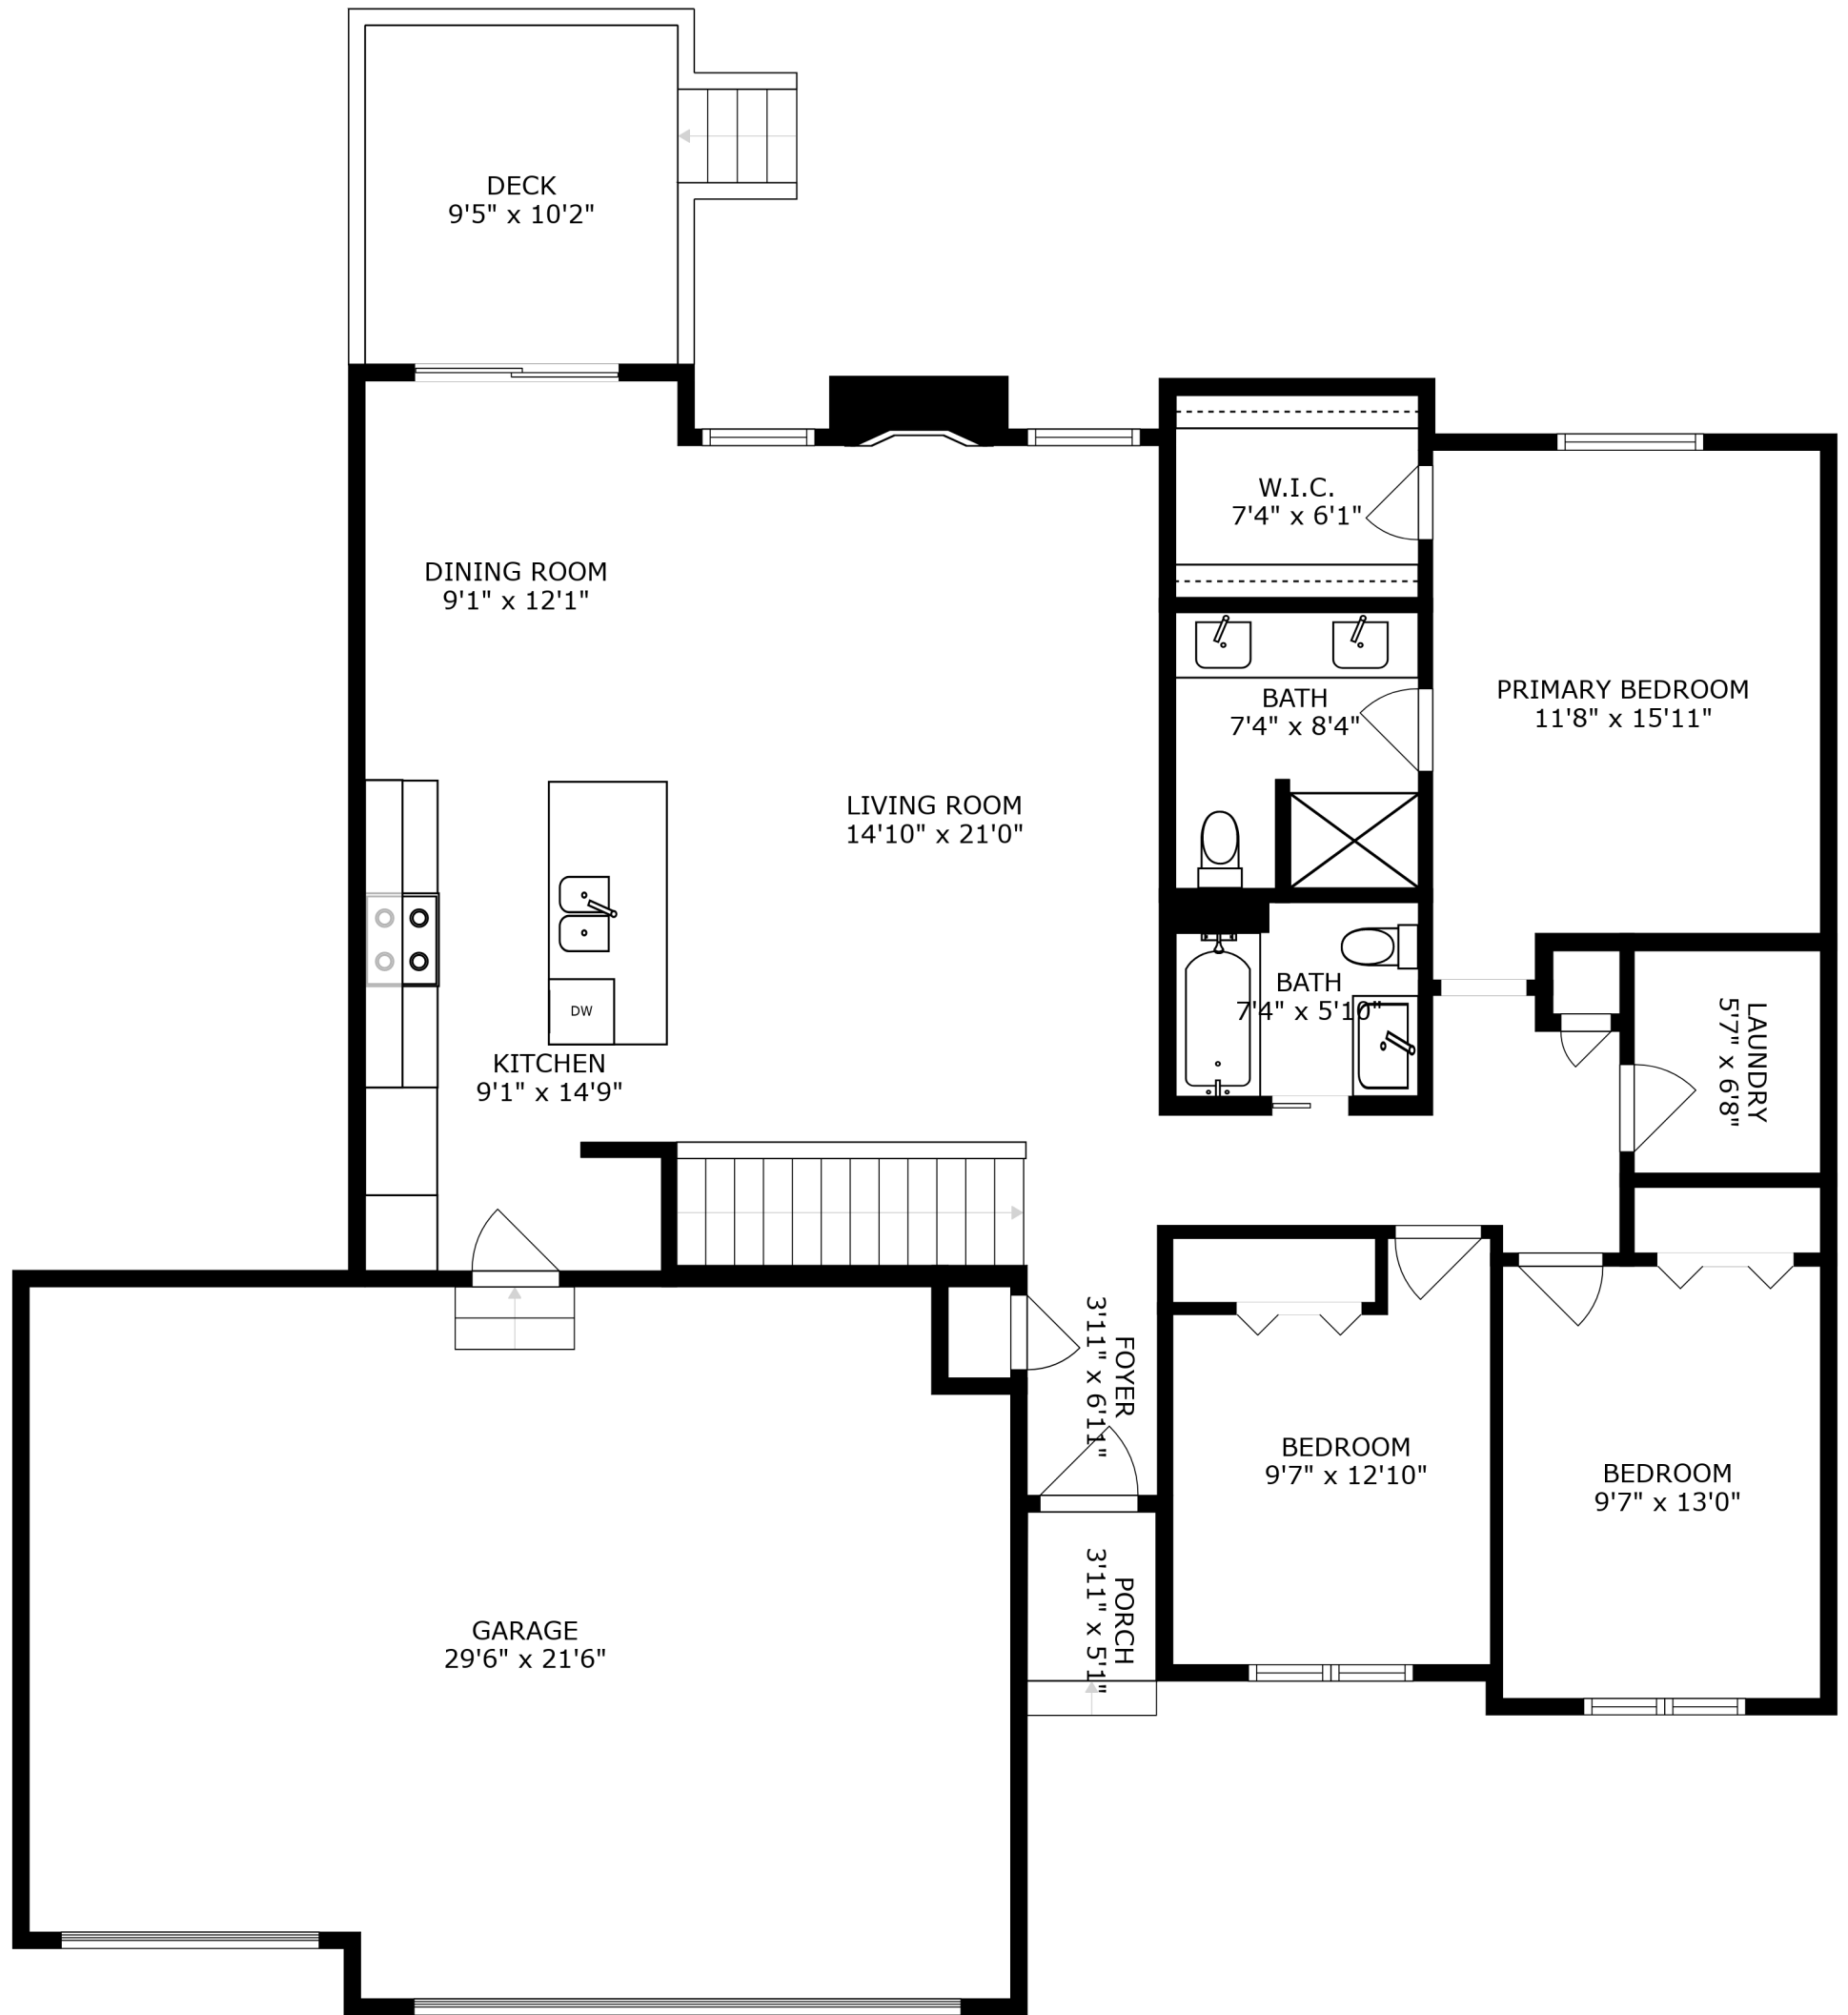 DECK
9'5" x 10'2"
W.I.C.
7'4" x 6'1"
DINING ROOM
9'1" x 12'1"
BATH
7'4" x 8'4"
PRIMARY BEDROOM
11'8" x 15'11"
LIVING ROOM
14'10" x 21'0"
BATH
7'4" x 5'10"
DW
KITCHEN
9'1" x 14'9"
LAUNDRY
5'7" x 6'8"
FOYER
3'11" x 6'11"
BEDROOM
9'7" x 12'10"
BEDROOM
9'7" x 13'0"
PORCH
3'11" x 5'1"
GARAGE
29'6" x 21'6"